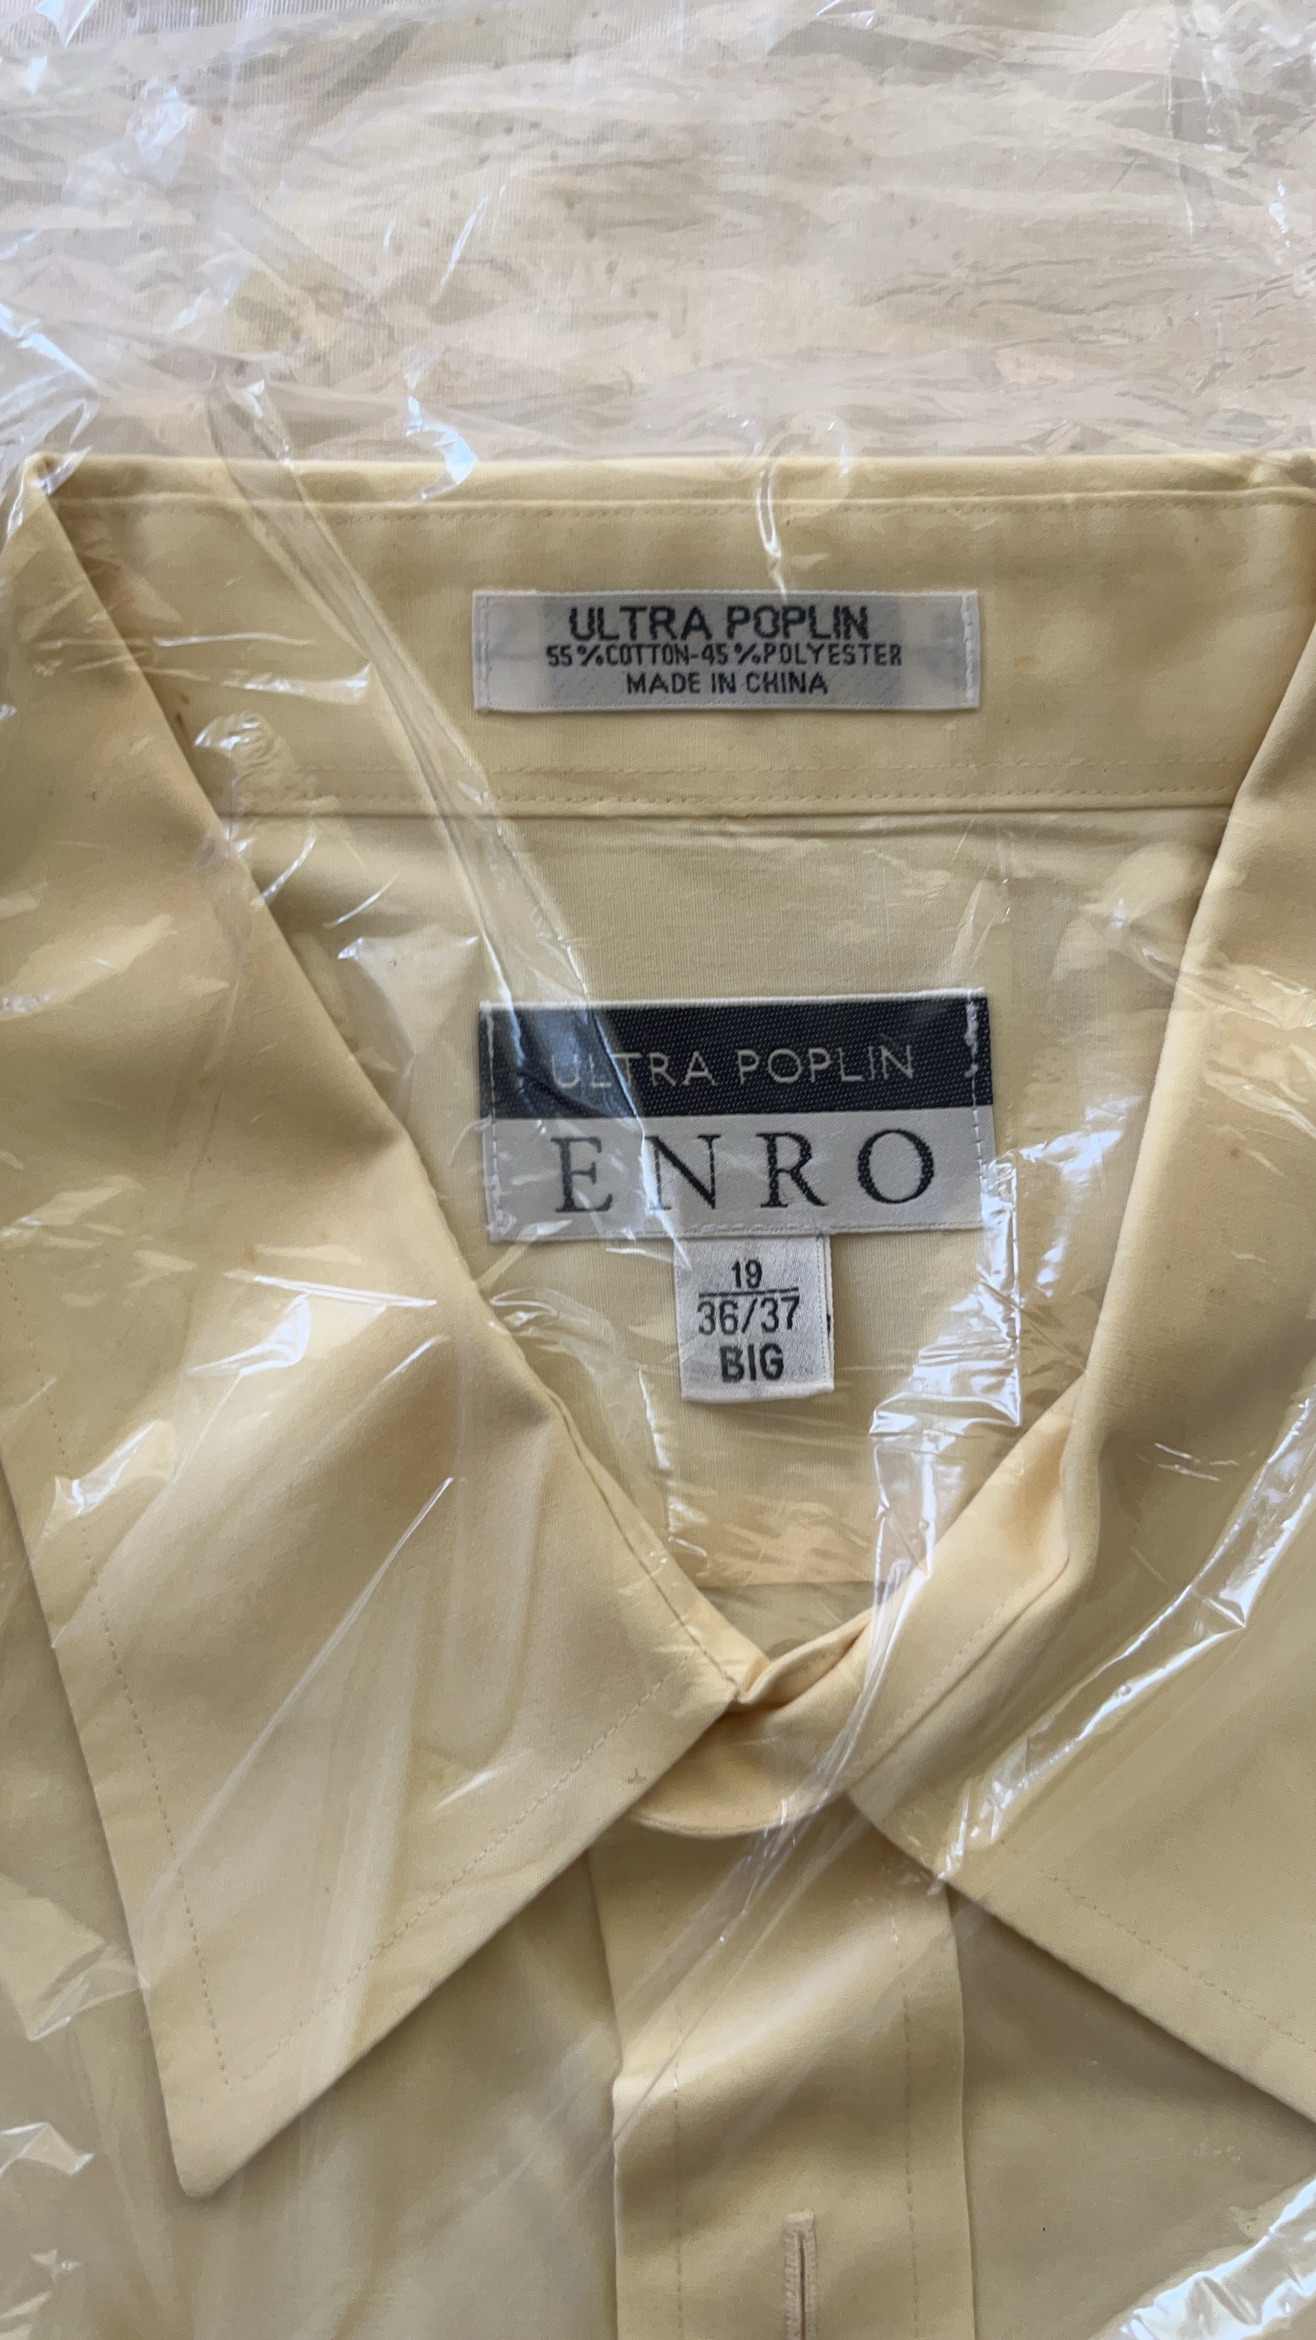 ULTRA POPLIN
55%COTTON-45%POLYESTER
MADE IN CHINA
ULTRA POPLIN
ENRO
19
36/37
BIG